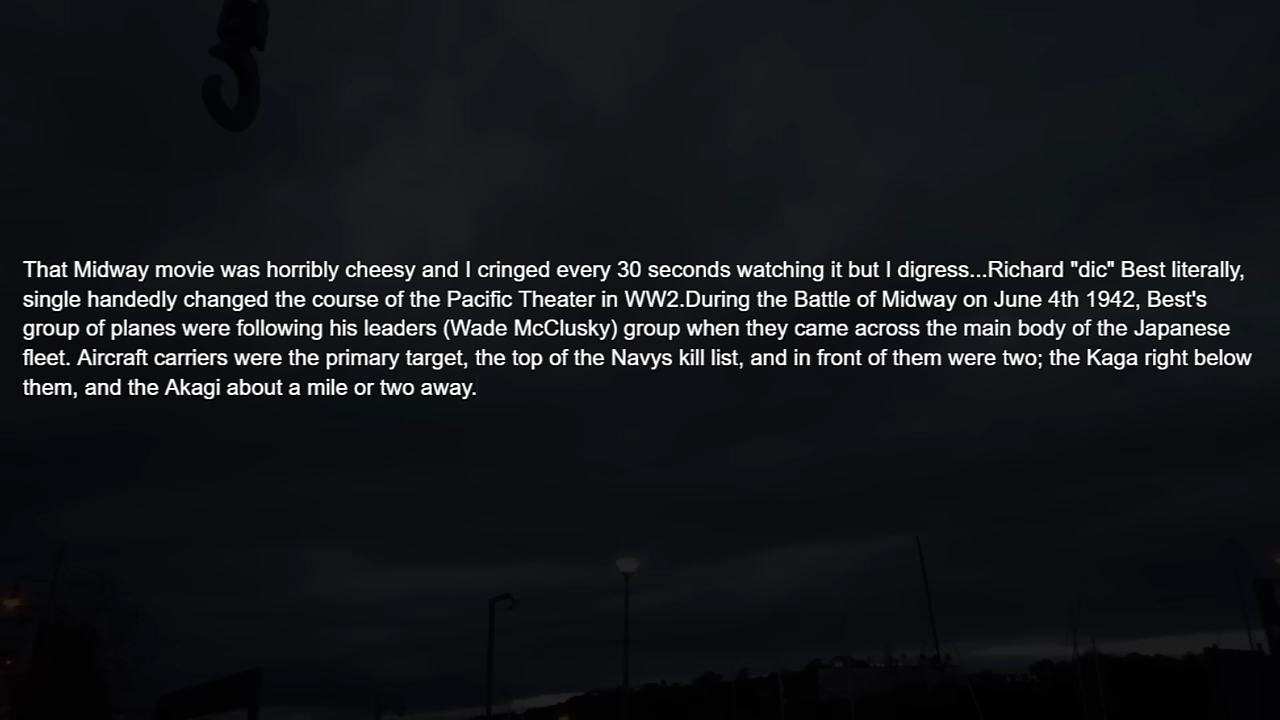 That Midway movie was horribly cheesy and I cringed every 30 seconds watching it but I digress...Richard "dic" Best literally,
single handedly changed the course of the Pacific Theater in WW2.During the Battle of Midway on June 4th 1942, Best's
group of planes were following his leaders (Wade McClusky) group when they came across the main body of the Japanese
fleet. Aircraft carriers were the primary target, the top of the Navys kill list, and in front of them were two; the Kaga right below
them, and the Akagi about a mile or two away.